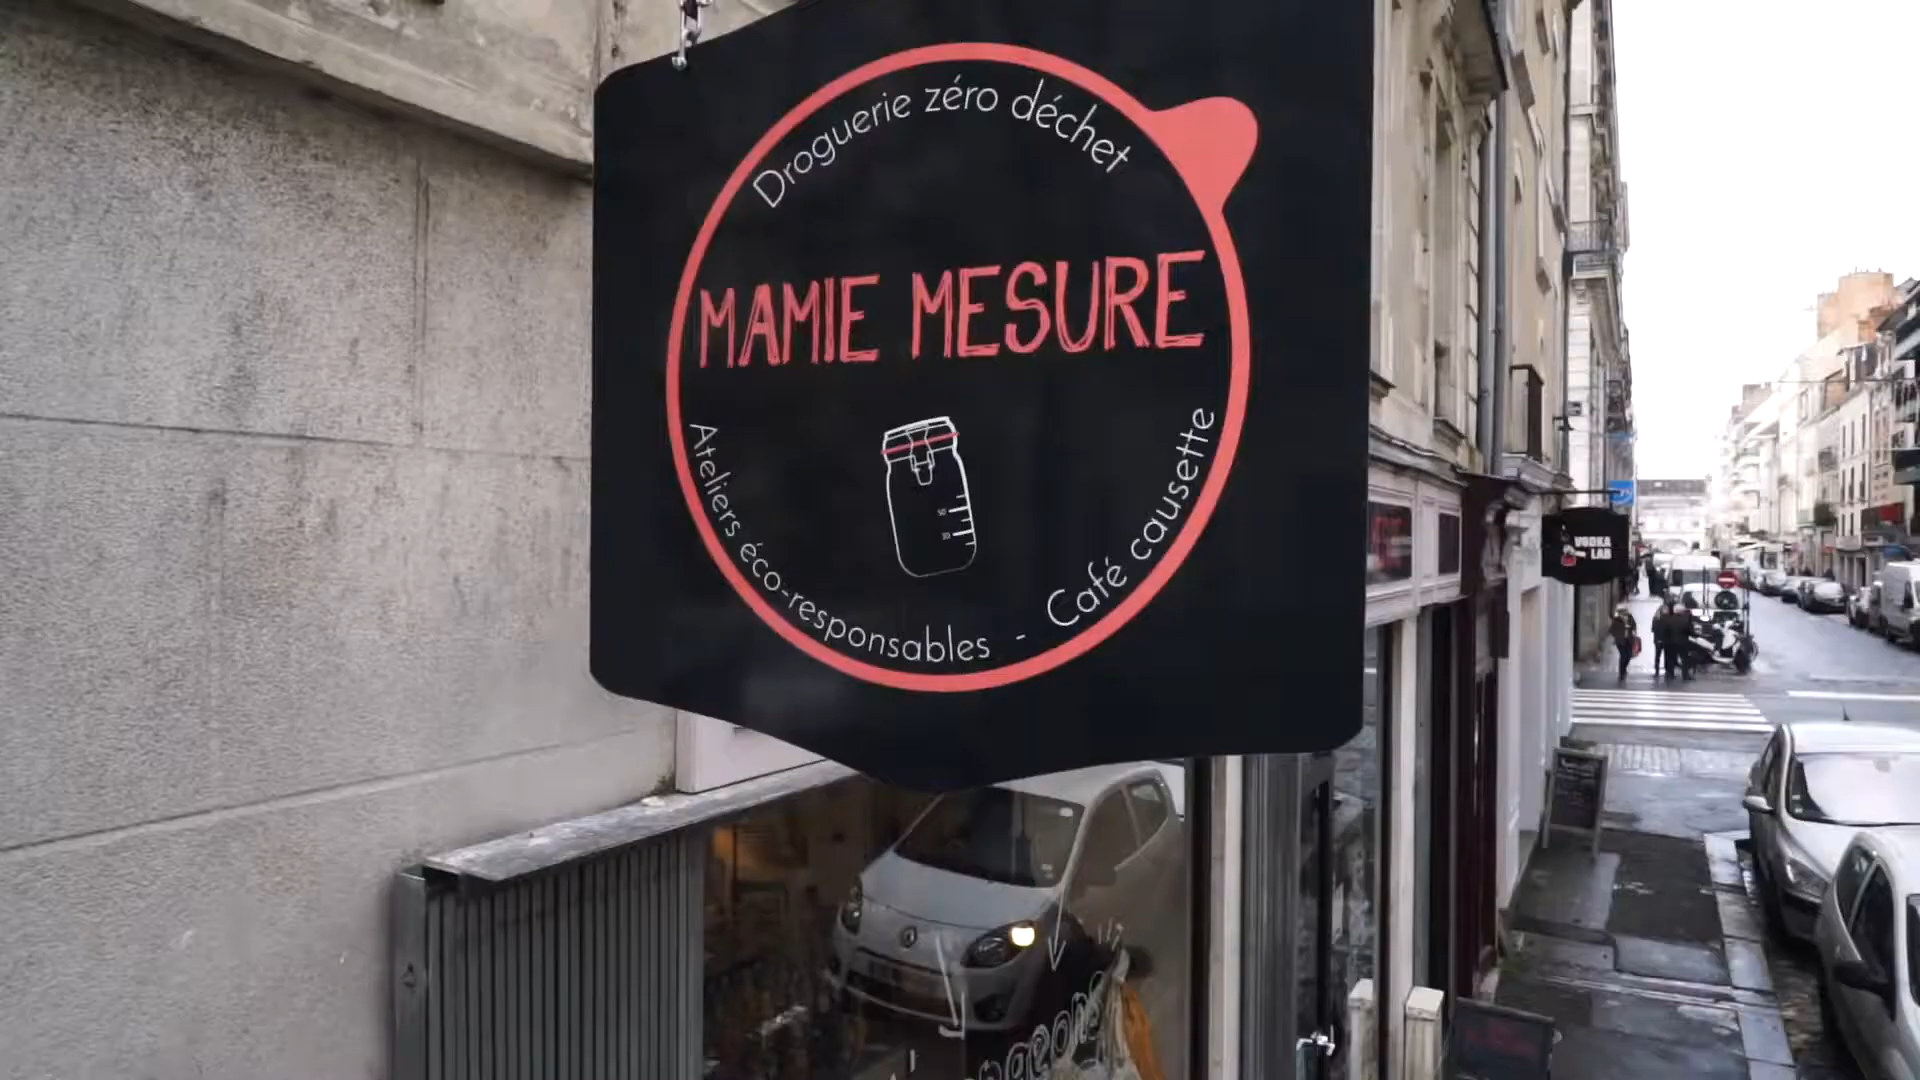 Droguerie zéro déchet
MAMIE MESURE
Ateliers éco-responsables - Café causette
VODKA
LAB